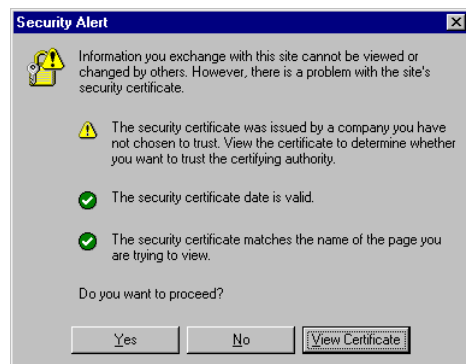 Security Alert
Information you exchange with this site cannot be viewed or
changed by others. However, there is a problem with the site's
security certificate.
The security certificate was issued by a company you have
not chosen to trust. View the certificate to determine whether
you want to trust the certifying authority.
The security certificate date is valid.
The security certificate matches the name of the page you
are trying to view.
Do you want to proceed?
Yes No View Certificate